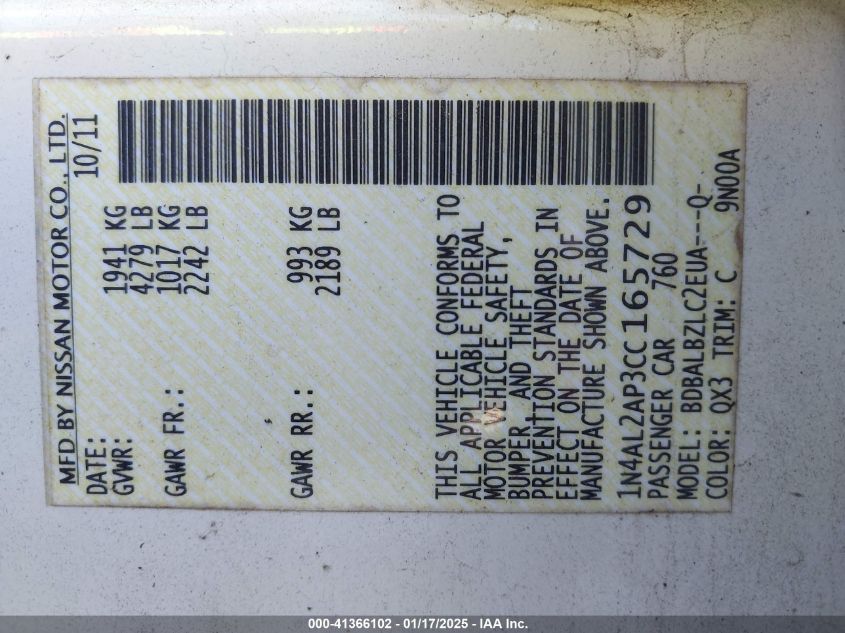 MFD BY NISSAN MOTOR CO., LTD.
DATE: 10/11
GVWR: 1941 KG
4279 LB
GAWR FR.: 1017 KG
2242 LB
GAWR RR.: 993 KG
2189 LB
THIS VEHICLE CONFORMS TO
ALL APPLICABLE FEDERAL
MOTOR VEHICLE SAFETY,
BUMPER AND THEFT
PREVENTION STANDARDS IN
EFFECT ON THE DATE OF
MANUFACTURE SHOWN ABOVE.
1N4AL2AP3CC165729
PASSENGER CAR 760
MODEL: BDBALBZLC2EUA---Q-
COLOR: QX3 TRIM: C 9N00A
000-41366102 - 01/17/2025 - IAA Inc.